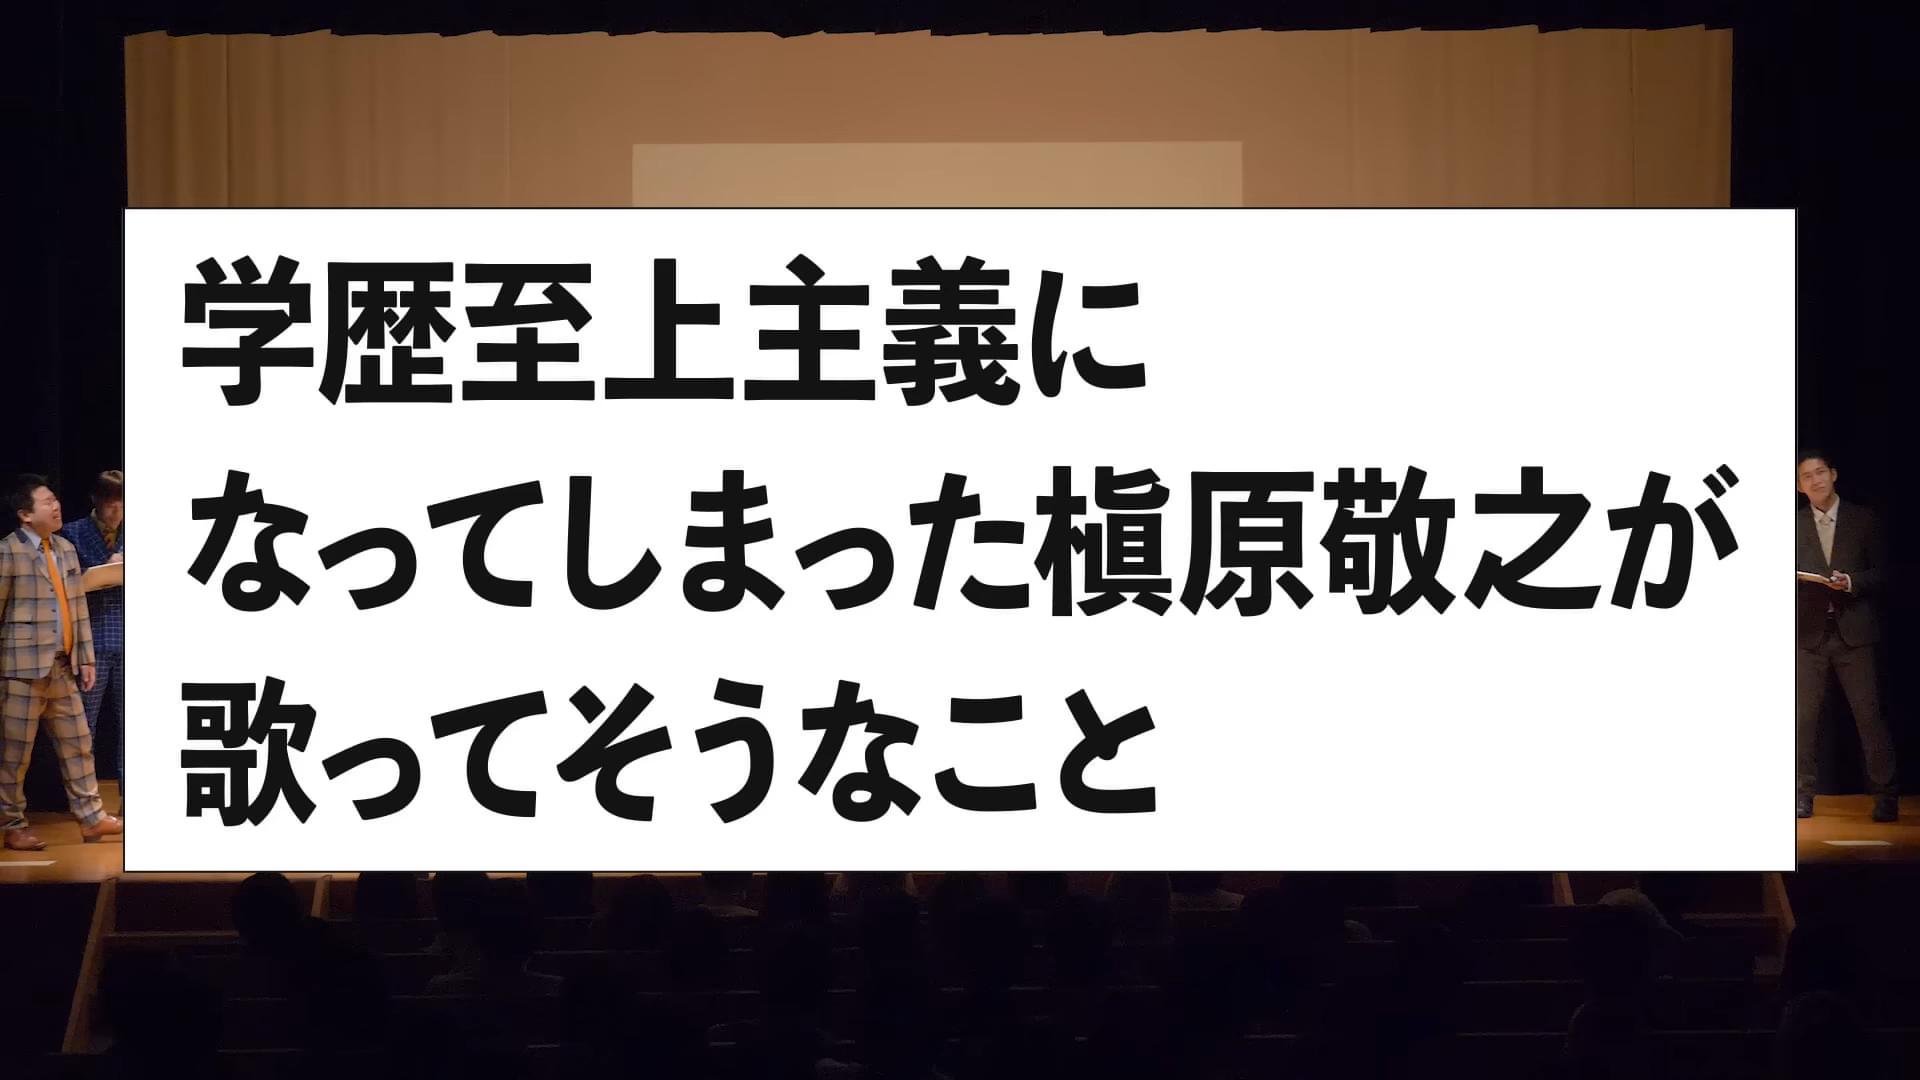 学歴至上主義に
なってしまった槇原敬之が
歌ってそうなこと